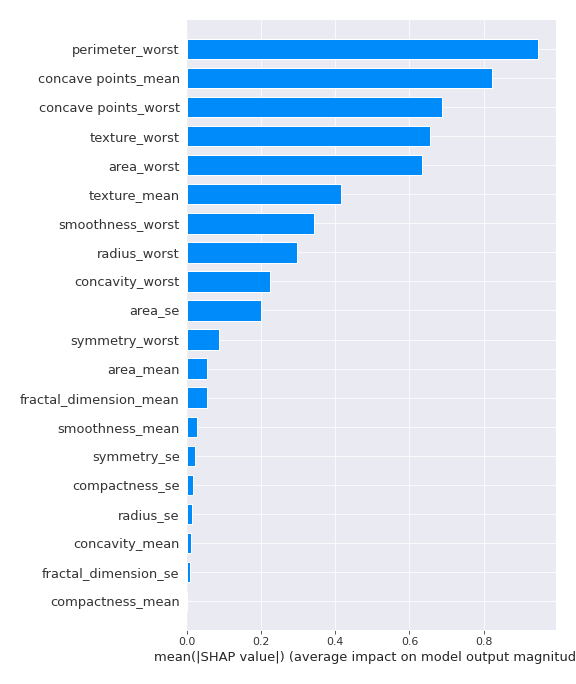 perimeter_worst
concave points_mean
concave points_worst
texture_worst
area_worst
texture_mean
smoothness_worst
radius_worst
concavity_worst
area_se
symmetry_worst
area_mean
fractal_dimension_mean
smoothness_mean
symmetry_se
compactness_se
radius_se
concavity_mean
fractal_dimension_se
compactness_mean
0.0 0.2 0.4 0.6 0.8
mean(|SHAP value|) (average impact on model output magnitud